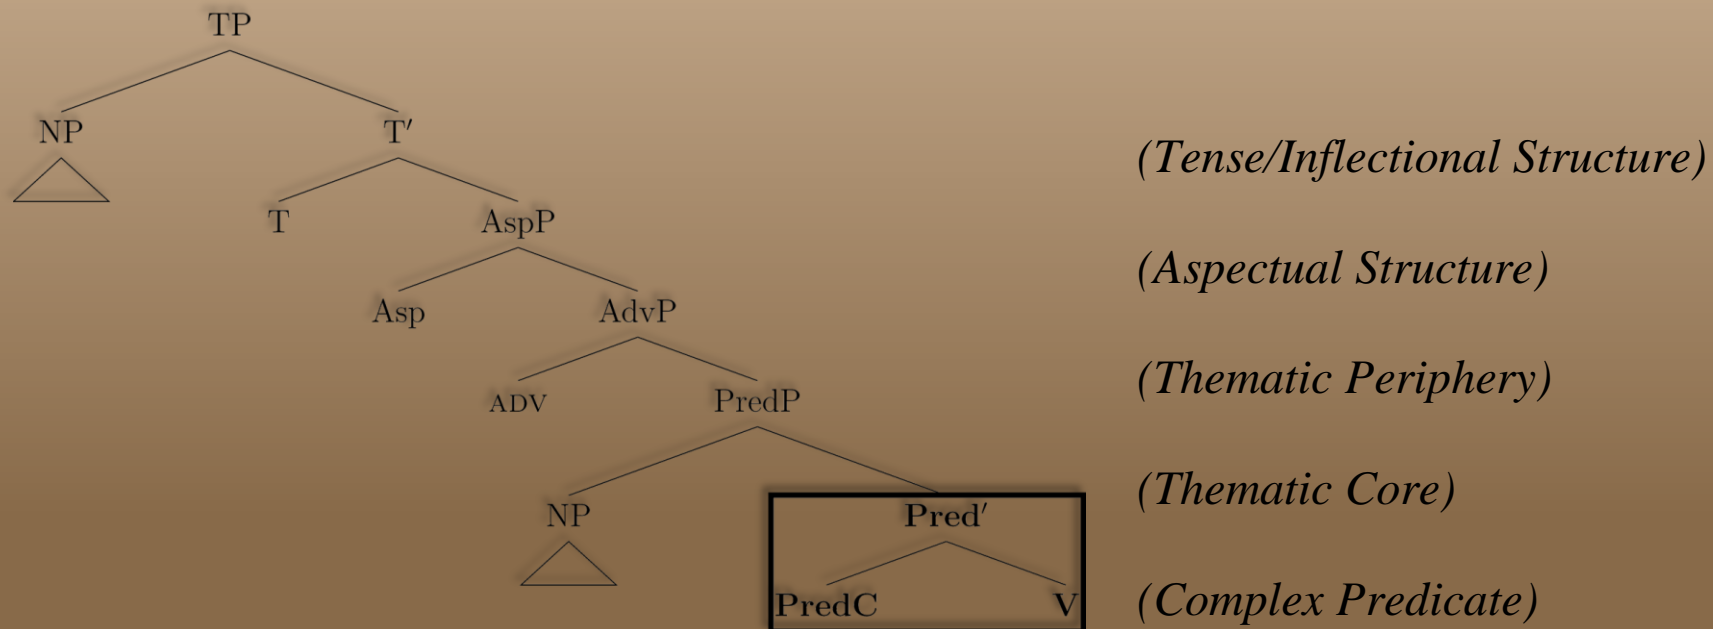 TP
NP T′
(Tense/Inflectional Structure)
T AspP
(Aspectual Structure)
Asp AdvP
(Thematic Periphery)
ADV PredP
(Thematic Core)
NP Pred′
(Complex Predicate)
PredC V